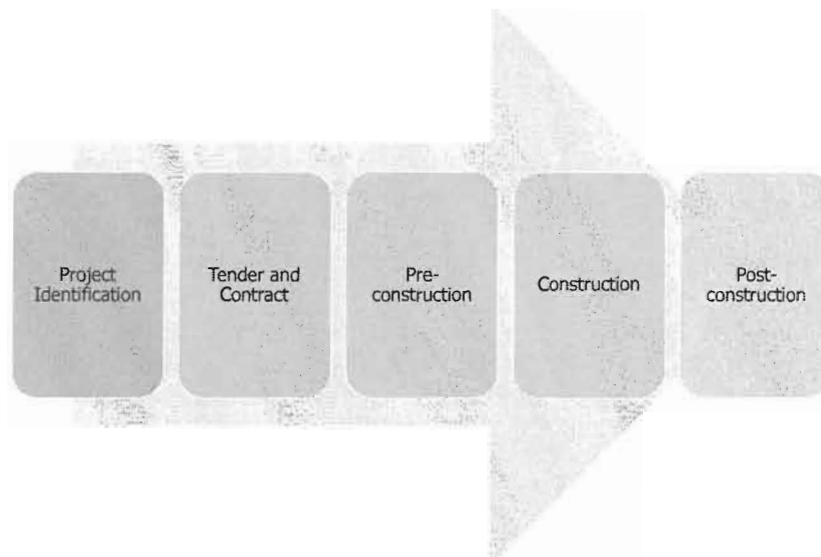 Project
Identification
Tender and
Contract
Pre-
construction
Construction
Post-
construction